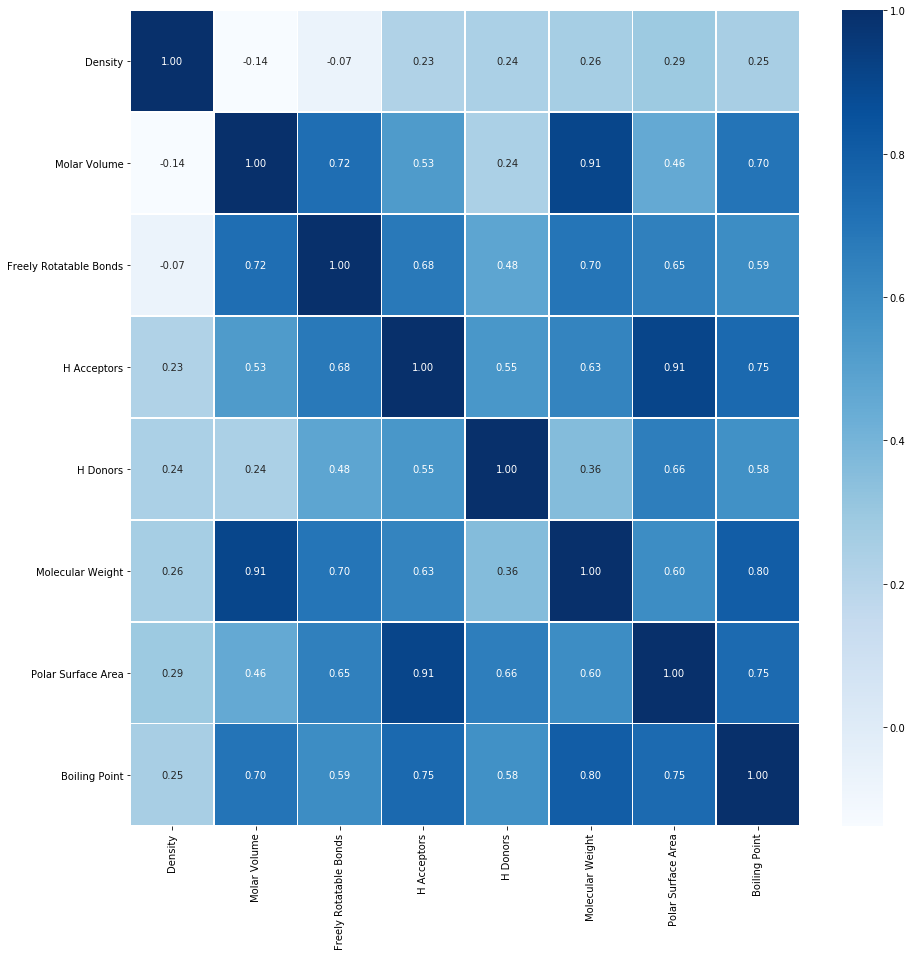 1.0
Density 1.00 -0.14 -0.07 0.23 0.24 0.26 0.29 0.25
0.8
Molar Volume -0.14 1.00 0.72 0.53 0.24 0.91 0.46 0.70
Freely Rotatable Bonds -0.07 0.72 1.00 0.68 0.48 0.70 0.65 0.59
0.6
H Acceptors 0.23 0.53 0.68 1.00 0.55 0.63 0.91 0.75
0.4
H Donors 0.24 0.24 0.48 0.55 1.00 0.36 0.66 0.58
Molecular Weight 0.26 0.91 0.70 0.63 0.36 1.00 0.60 0.80
0.2
Polar Surface Area 0.29 0.46 0.65 0.91 0.66 0.60 1.00 0.75
0.0
Boiling Point 0.25 0.70 0.59 0.75 0.58 0.80 0.75 1.00
Density
Molar Volume
Freely Rotatable Bonds
H Acceptors
H Donors
Molecular Weight
Polar Surface Area
Boiling Point